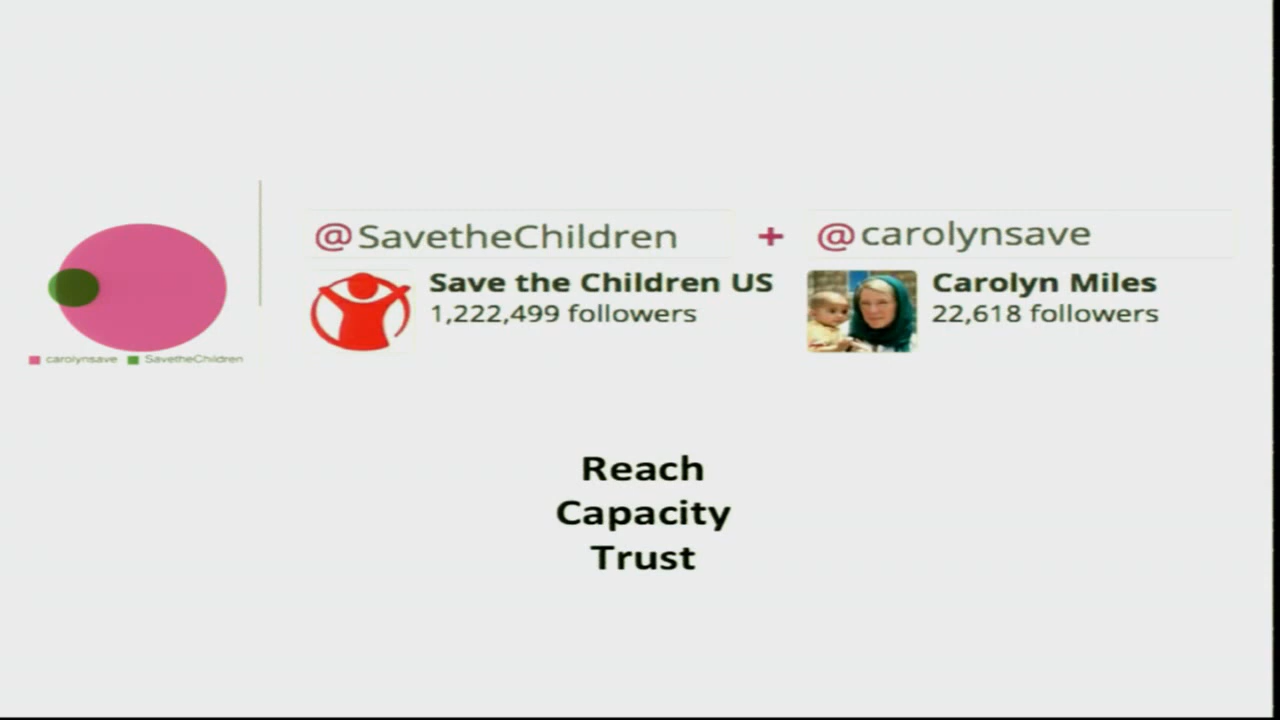 @SavetheChildren + @carolynsave
Save the Children US
1,222,499 followers
Carolyn Miles
22,618 followers
carolynsave SavetheChildren
Reach
Capacity
Trust